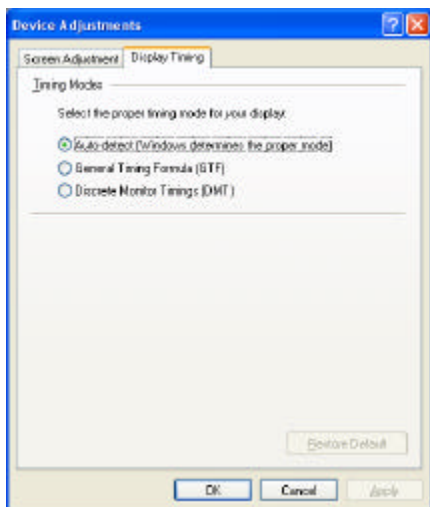 Device Adjustments
Screen Adjustment
Display Timing
Timing Modes
Select the proper timing mode for your display:
Auto-detect (Windows determines the proper mode)
General Timing Formula (GTF)
Discrete Monitor Timings (DMT)
Restore Default
OK
Cancel
Apply